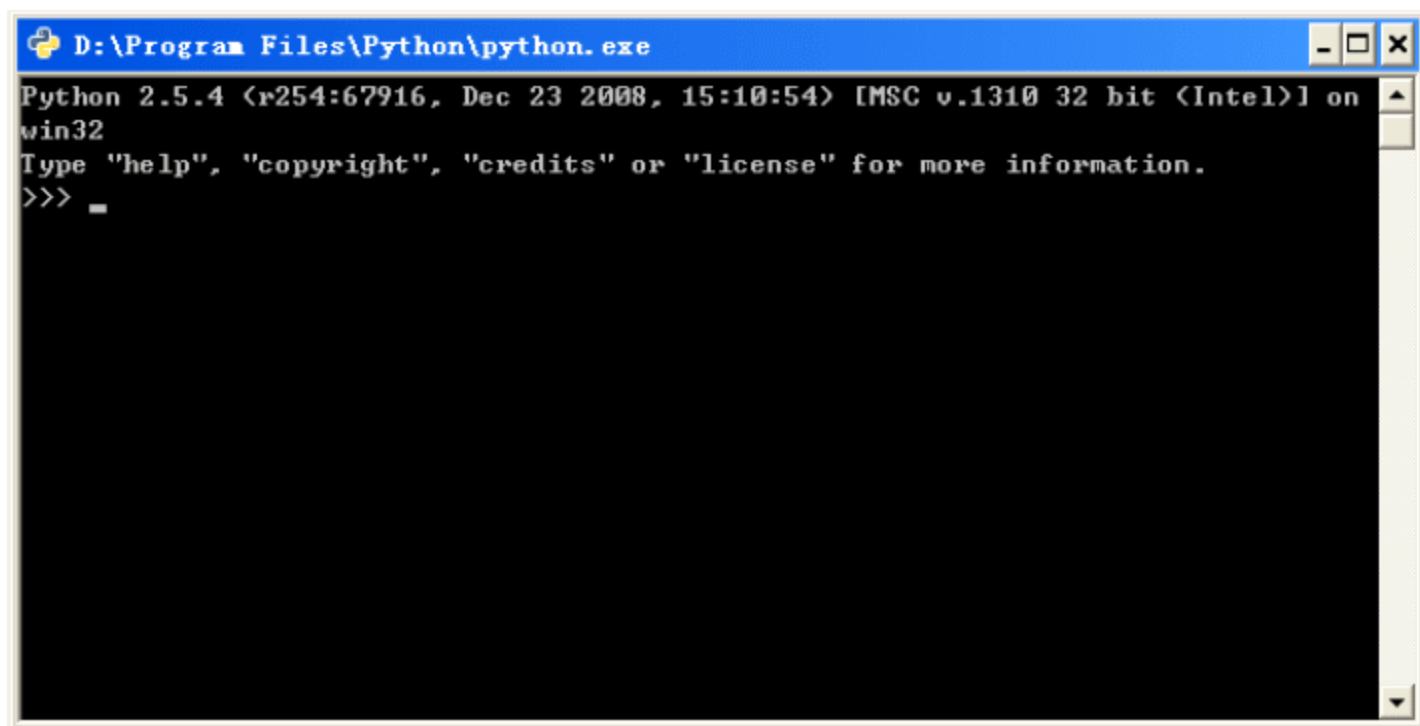 D:\Program Files\Python\python.exe
Python 2.5.4 (r254:67916, Dec 23 2008, 15:10:54) [MSC v.1310 32 bit (Intel)] on
win32
Type "help", "copyright", "credits" or "license" for more information.
>>> _